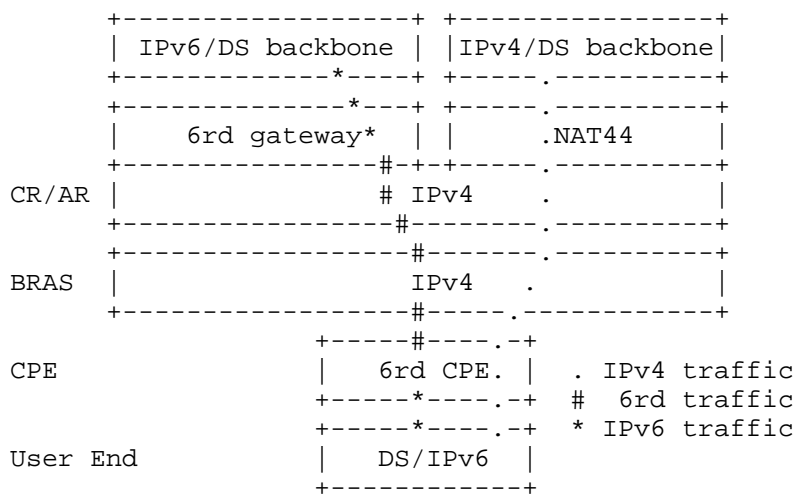 IPv6/DS backbone IPv4/DS backbone
6rd gateway* .NAT44
CR/AR # IPv4 .
BRAS IPv4 .
CPE 6rd CPE. . IPv4 traffic
# 6rd traffic
* IPv6 traffic
User End DS/IPv6